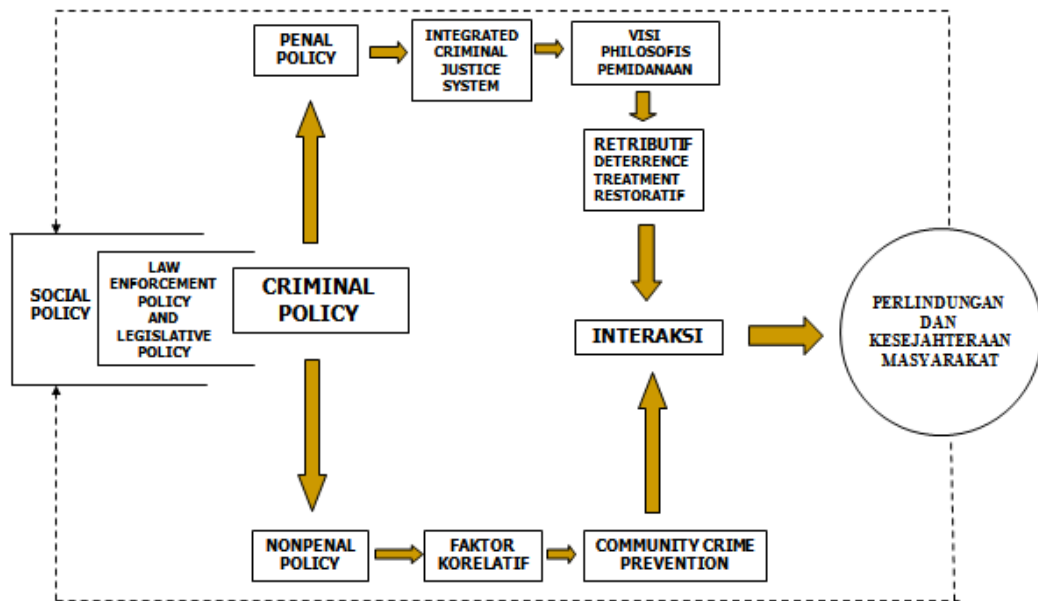 PENAL
POLICY
INTEGRATED
CRIMINAL
JUSTICE
SYSTEM
VISI
PHILOSOFIS
PEMIDANAAN
RETRIBUTIF
DETERRENCE
TREATMENT
RESTORATIF
SOCIAL
POLICY
LAW
ENFORCEMENT
POLICY
AND
LEGISLATIVE
POLICY
CRIMINAL
POLICY
INTERAKSI
PERLINDUNGAN
DAN
KESEJAHTERAAN
MASYARAKAT
NONPENAL
POLICY
FAKTOR
KORELATIF
COMMUNITY CRIME
PREVENTION